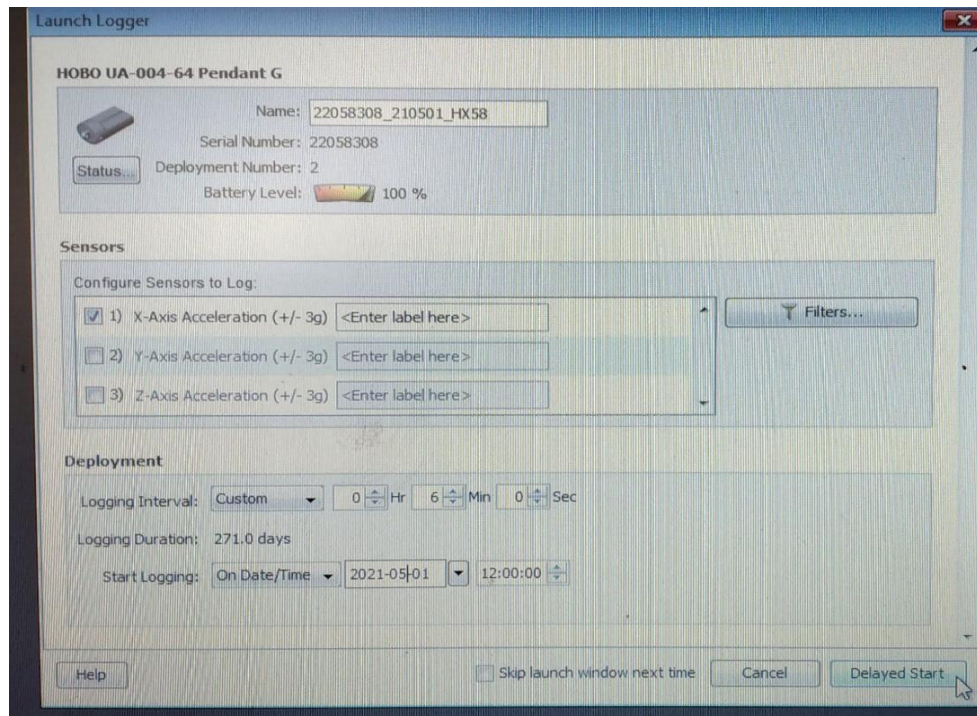 Launch Logger
HOBO UA-004-64 Pendant G
Name: 22058308_210501_HX58
Serial Number: 22058308
Status... Deployment Number: 2
Battery Level: 100 %
Sensors
Configure Sensors to Log:
1) X-Axis Acceleration (+/- 3g) <Enter label here> Filters...
2) Y-Axis Acceleration (+/- 3g) <Enter label here>
3) Z-Axis Acceleration (+/- 3g) <Enter label here>
Deployment
Logging Interval: Custom 0 Hr 6 Min 0 Sec
Logging Duration: 271.0 days
Start Logging: On Date/Time 2021-05-01 12:00:00
Help Skip launch window next time Cancel Delayed Start